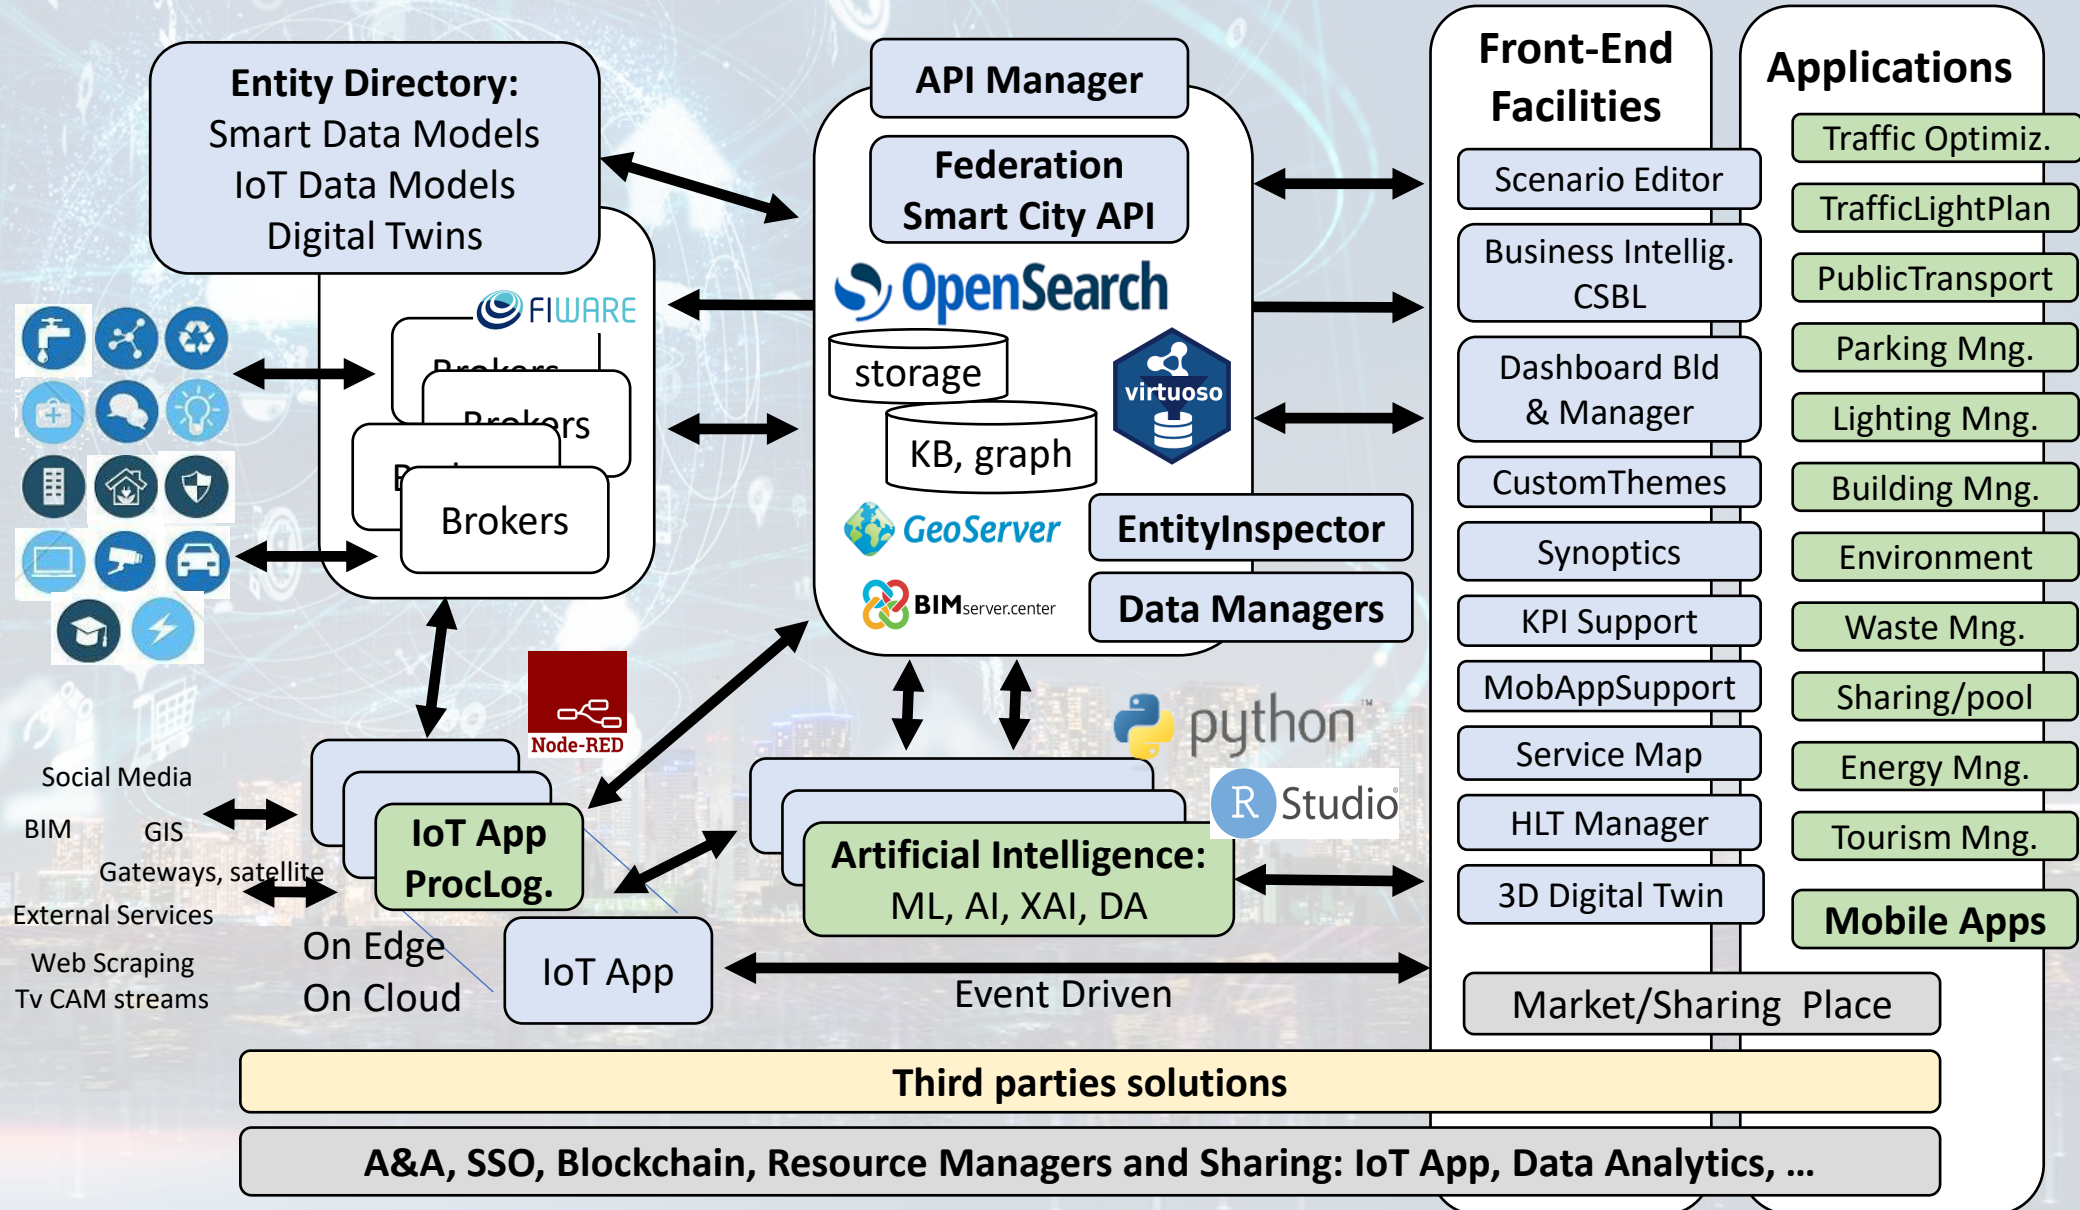 Entity Directory:
Smart Data Models
IoT Data Models
Digital Twins
FIWARE
Brokers
Brokers
Brokers
Social Media
BIM
GIS
Gateways, satellite
External Services
Web Scraping
Tv CAM streams
Node-RED
IoT App
ProcLog.
On Edge
On Cloud
IoT App
API Manager
Federation
Smart City API
OpenSearch
storage
virtuoso
KB, graph
GeoServer
EntityInspector
BIMserver.center
Data Managers
python™
R Studio®
Artificial Intelligence:
ML, AI, XAI, DA
Event Driven
Front-End
Facilities
Scenario Editor
Business Intellig.
CSBL
Dashboard Bld
& Manager
CustomThemes
Synoptics
KPI Support
MobAppSupport
Service Map
HLT Manager
3D Digital Twin
Applications
Traffic Optimiz.
TrafficLightPlan
PublicTransport
Parking Mng.
Lighting Mng.
Building Mng.
Environment
Waste Mng.
Sharing/pool
Energy Mng.
Tourism Mng.
Mobile Apps
Market/Sharing Place
Third parties solutions
A&A, SSO, Blockchain, Resource Managers and Sharing: IoT App, Data Analytics, ...